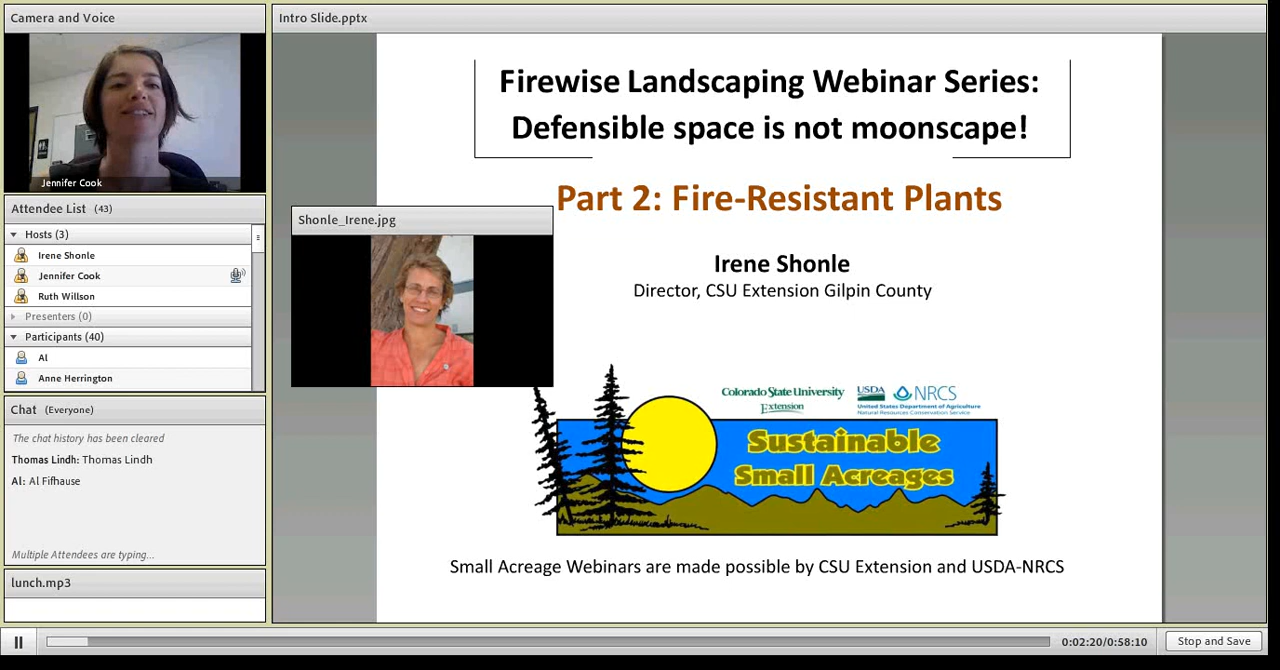 Camera and Voice
Jennifer Cook
Attendee List (43)
Hosts (3)
Irene Shonle
Jennifer Cook
Ruth Willson
Presenters (0)
Participants (40)
Al
Anne Herrington
Chat (Everyone)
The chat history has been cleared
Thomas Lindh: Thomas Lindh
Al: Al Fifhause
Multiple Attendees are typing...
lunch.mp3
Intro Slide.pptx
Firewise Landscaping Webinar Series:
Defensible space is not moonscape!
Part 2: Fire-Resistant Plants
Shonle_Irene.jpg
Irene Shonle
Director, CSU Extension Gilpin County
Colorado State University
Extension
USDA NRCS
United States Department of Agriculture
Natural Resources Conservation Service
Sustainable
Small Acreages
Small Acreage Webinars are made possible by CSU Extension and USDA-NRCS
0:02:20/0:58:10
Stop and Save